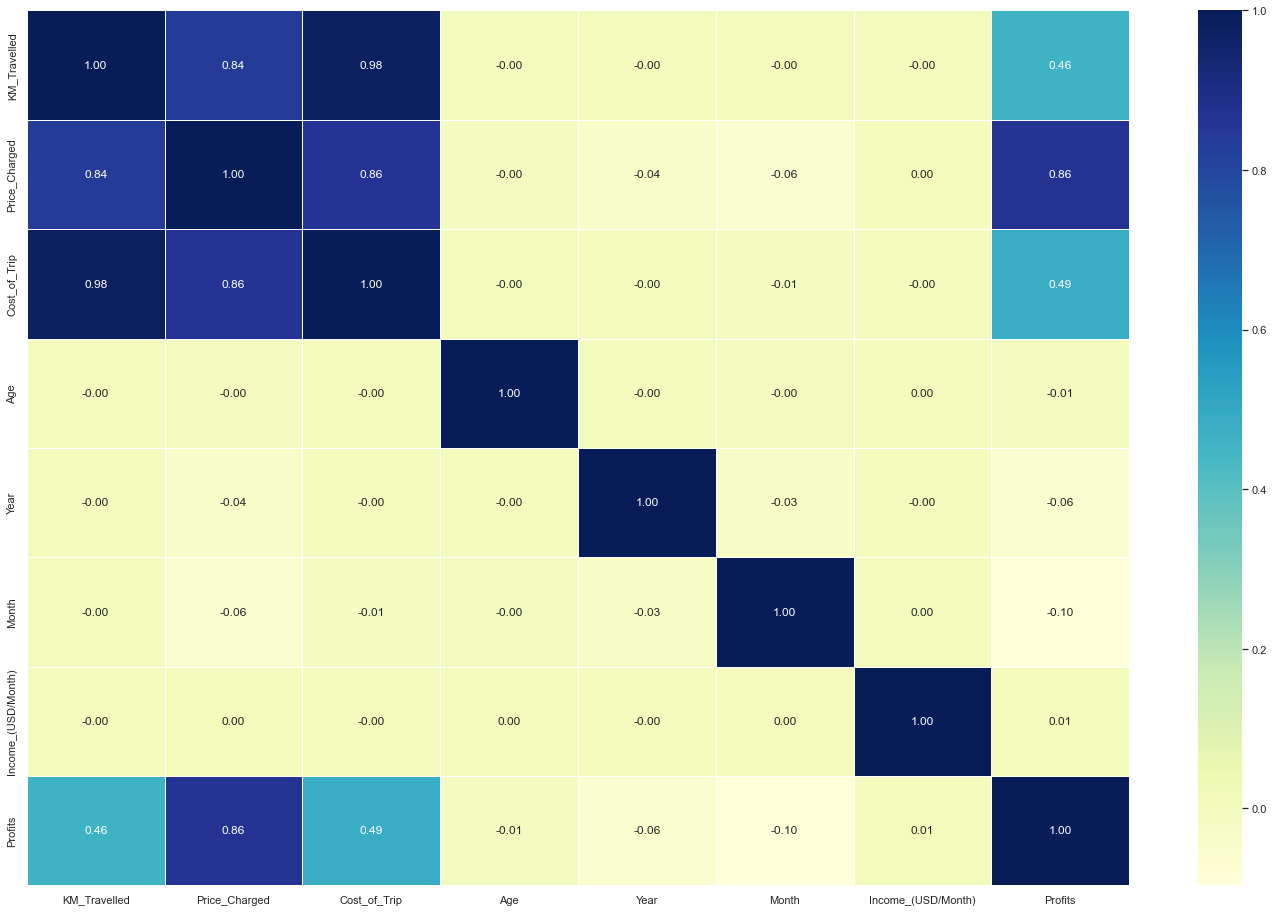 KM_Travelled 1.00 0.84 0.98 -0.00 -0.00 -0.00 -0.00 0.46
Price_Charged 0.84 1.00 0.86 -0.00 -0.04 -0.06 0.00 0.86
Cost_of_Trip 0.98 0.86 1.00 -0.00 -0.00 -0.01 -0.00 0.49
Age -0.00 -0.00 -0.00 1.00 -0.00 -0.00 0.00 -0.01
Year -0.00 -0.04 -0.00 -0.00 1.00 -0.03 -0.00 -0.06
Month -0.00 -0.06 -0.01 -0.00 -0.03 1.00 0.00 -0.10
Income_(USD/Month) -0.00 0.00 -0.00 0.00 -0.00 0.00 1.00 0.01
Profits 0.46 0.86 0.49 -0.01 -0.06 -0.10 0.01 1.00
KM_Travelled Price_Charged Cost_of_Trip Age Year Month Income_(USD/Month) Profits
1.0
0.8
0.6
0.4
0.2
0.0